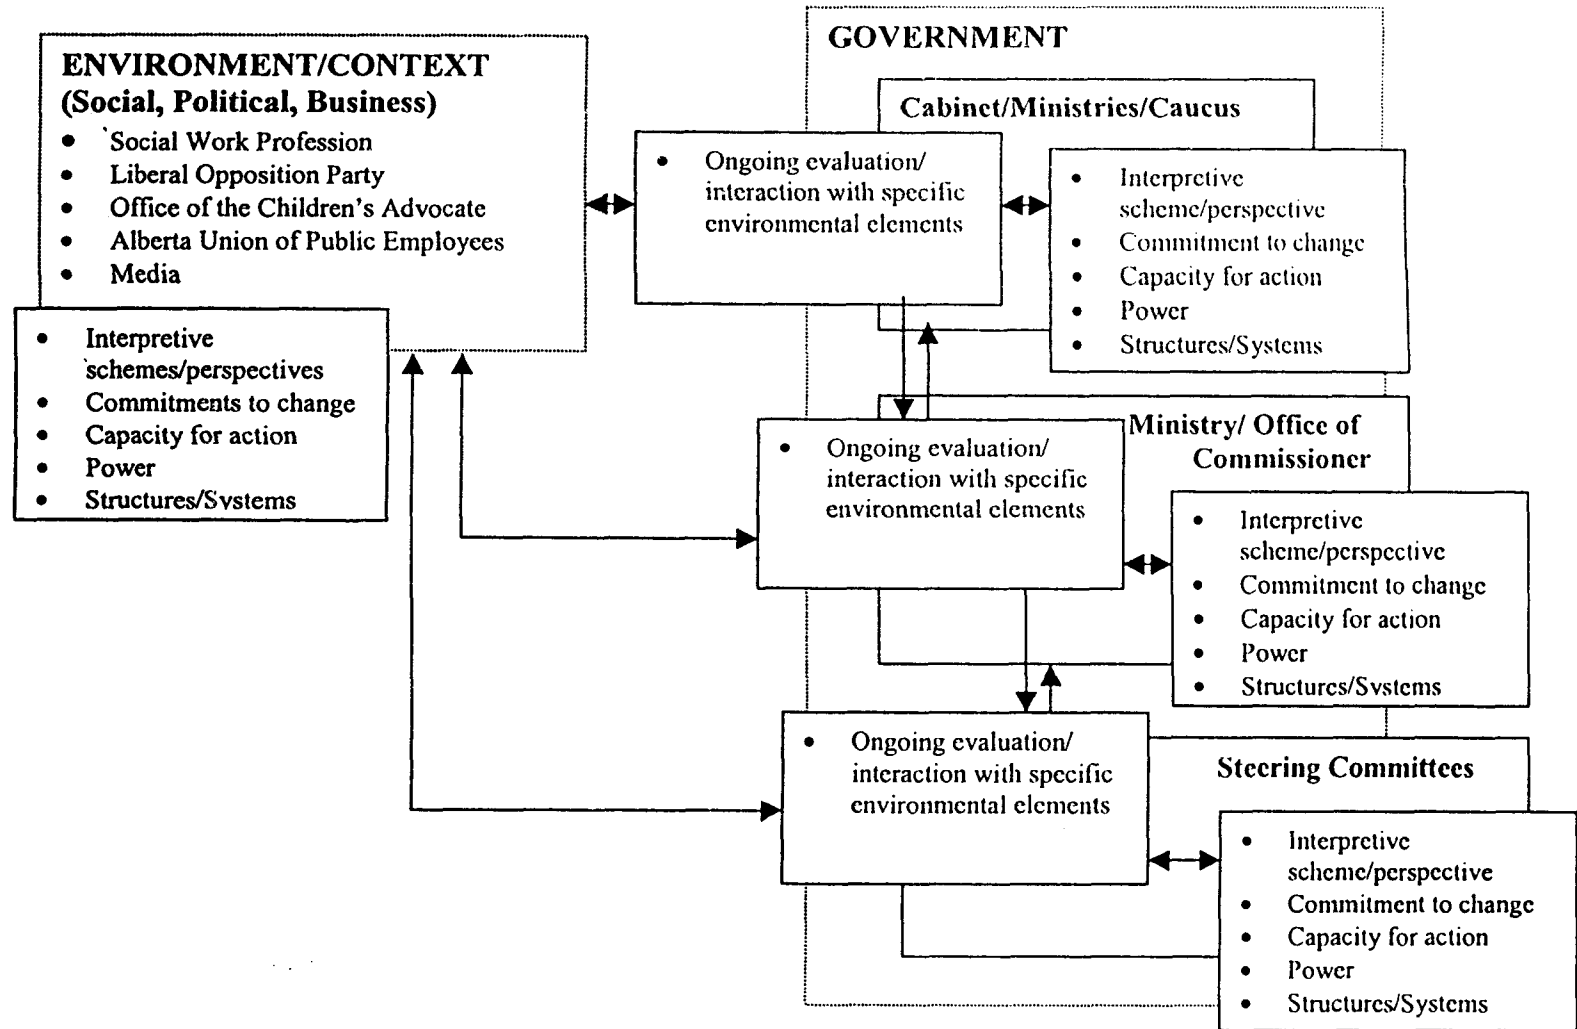 ENVIRONMENT/CONTEXT
(Social, Political, Business)
• Social Work Profession
• Liberal Opposition Party
• Office of the Children's Advocate
• Alberta Union of Public Employees
• Media
• Interpretive
schemes/perspectives
• Commitments to change
• Capacity for action
• Power
• Structures/Systems
GOVERNMENT
Cabinet/Ministries/Caucus
• Ongoing evaluation/
interaction with specific
environmental elements
• Interpretive
scheme/perspective
• Commitment to change
• Capacity for action
• Power
• Structures/Systems
Ministry/ Office of
Commissioner
• Ongoing evaluation/
interaction with specific
environmental elements
• Interpretive
scheme/perspective
• Commitment to change
• Capacity for action
• Power
• Structures/Systems
Steering Committees
• Ongoing evaluation/
interaction with specific
environmental elements
• Interpretive
scheme/perspective
• Commitment to change
• Capacity for action
• Power
• Structures/Systems